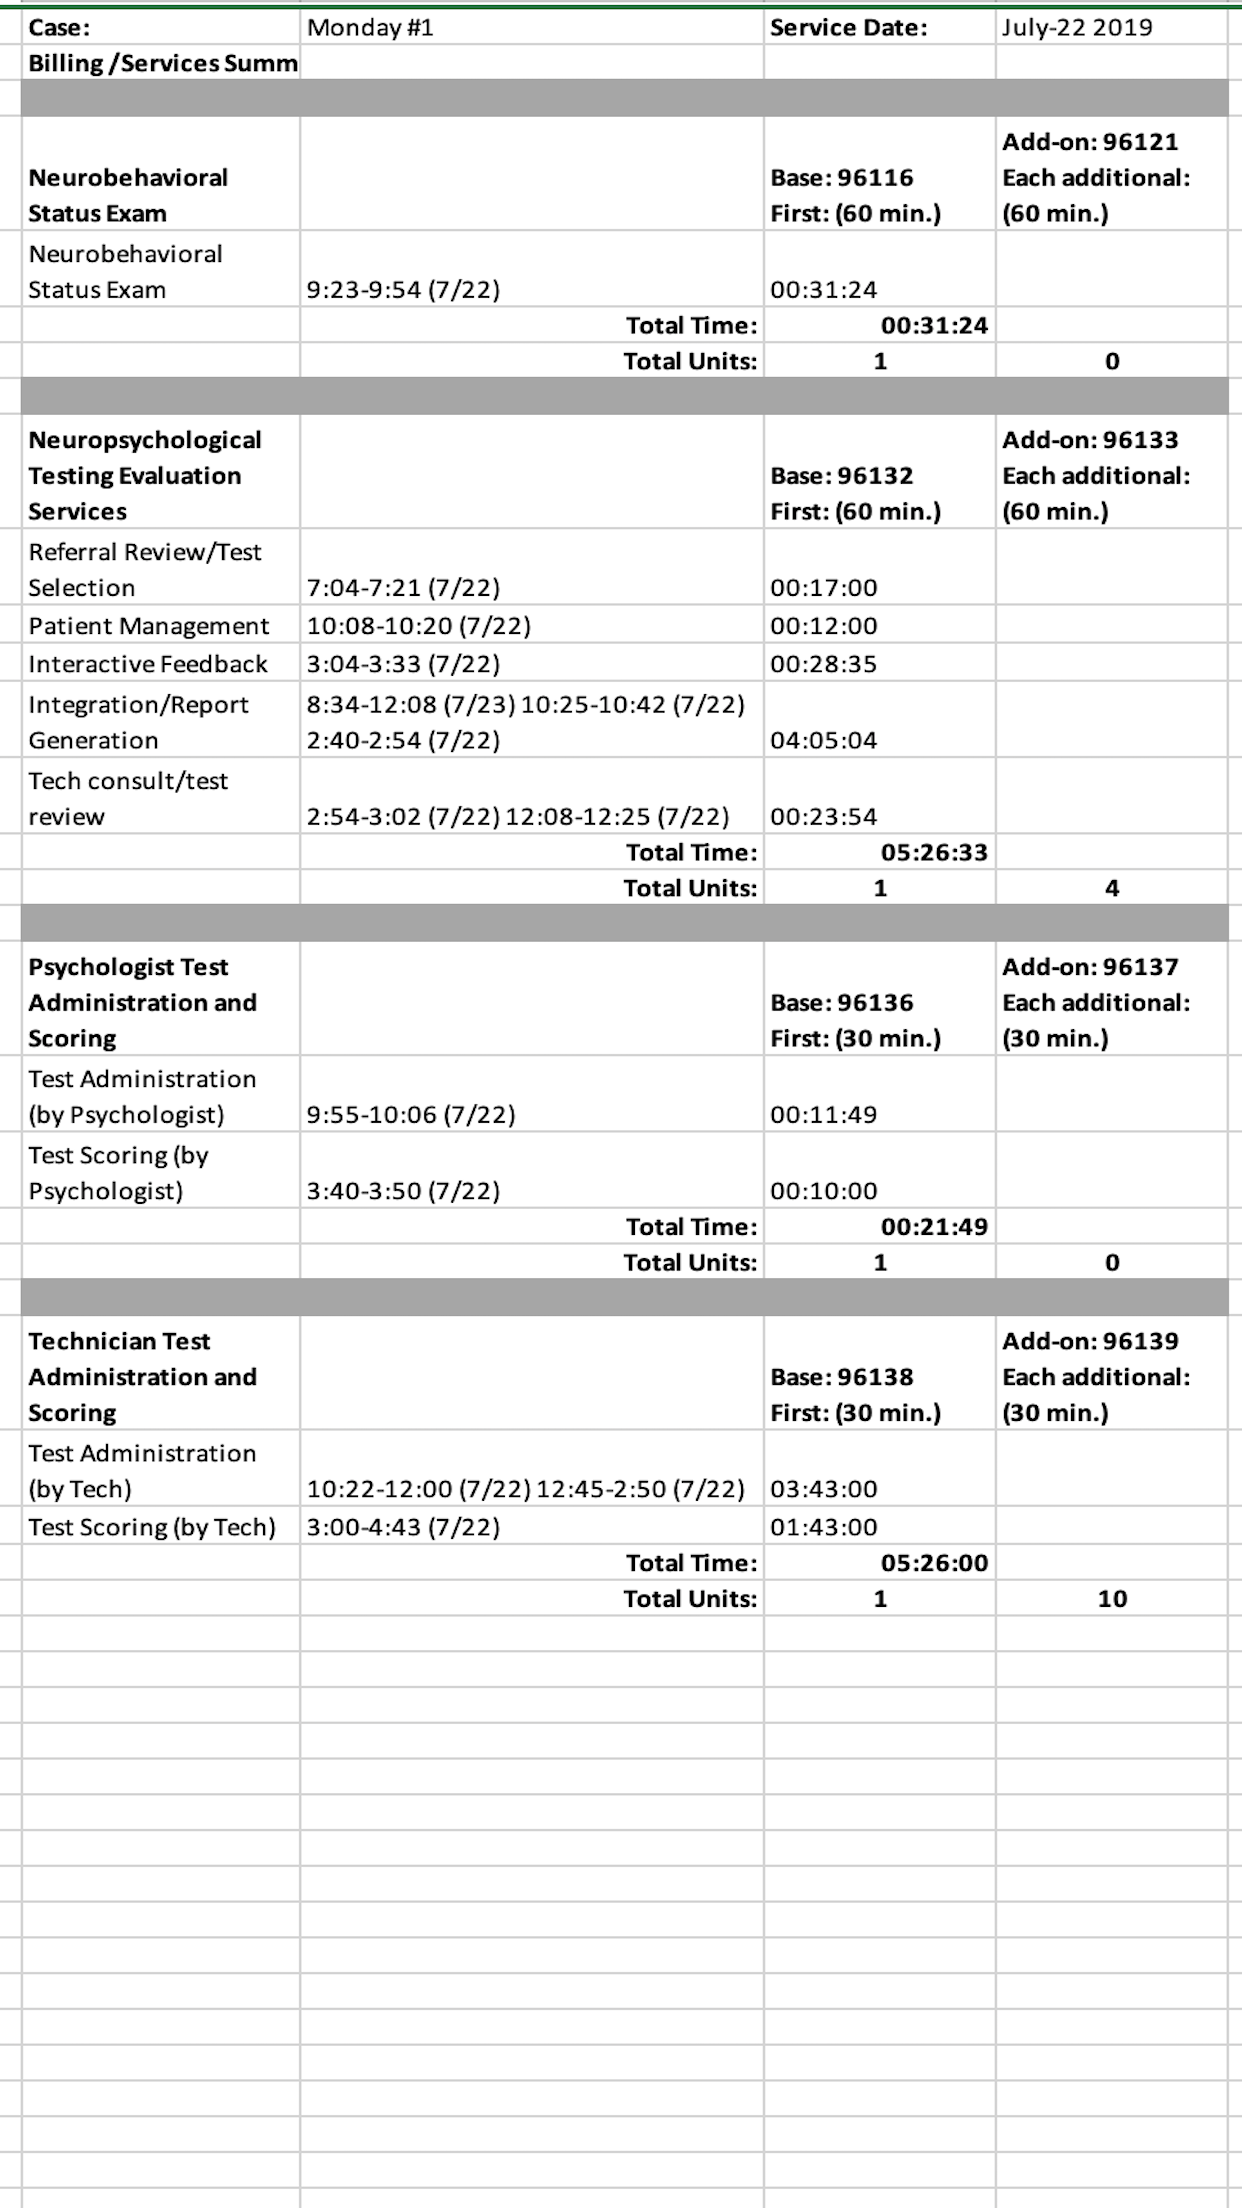 Case: Monday #1 Service Date: July-22 2019
Billing /Services Summ
Neurobehavioral
Status Exam
Base: 96116
First: (60 min.)
Add-on: 96121
Each additional:
(60 min.)
Neurobehavioral
Status Exam
9:23-9:54 (7/22) 00:31:24
Total Time: 00:31:24
Total Units: 1 0
Neuropsychological
Testing Evaluation
Services
Base: 96132
First: (60 min.)
Add-on: 96133
Each additional:
(60 min.)
Referral Review/Test
Selection
7:04-7:21 (7/22) 00:17:00
Patient Management 10:08-10:20 (7/22) 00:12:00
Interactive Feedback 3:04-3:33 (7/22) 00:28:35
Integration/Report
Generation
8:34-12:08 (7/23) 10:25-10:42 (7/22)
2:40-2:54 (7/22)
04:05:04
Tech consult/test
review
2:54-3:02 (7/22) 12:08-12:25 (7/22) 00:23:54
Total Time: 05:26:33
Total Units: 1 4
Psychologist Test
Administration and
Scoring
Base: 96136
First: (30 min.)
Add-on: 96137
Each additional:
(30 min.)
Test Administration
(by Psychologist)
9:55-10:06 (7/22) 00:11:49
Test Scoring (by
Psychologist)
3:40-3:50 (7/22) 00:10:00
Total Time: 00:21:49
Total Units: 1 0
Technician Test
Administration and
Scoring
Base: 96138
First: (30 min.)
Add-on: 96139
Each additional:
(30 min.)
Test Administration
(by Tech)
10:22-12:00 (7/22) 12:45-2:50 (7/22) 03:43:00
Test Scoring (by Tech) 3:00-4:43 (7/22) 01:43:00
Total Time: 05:26:00
Total Units: 1 10